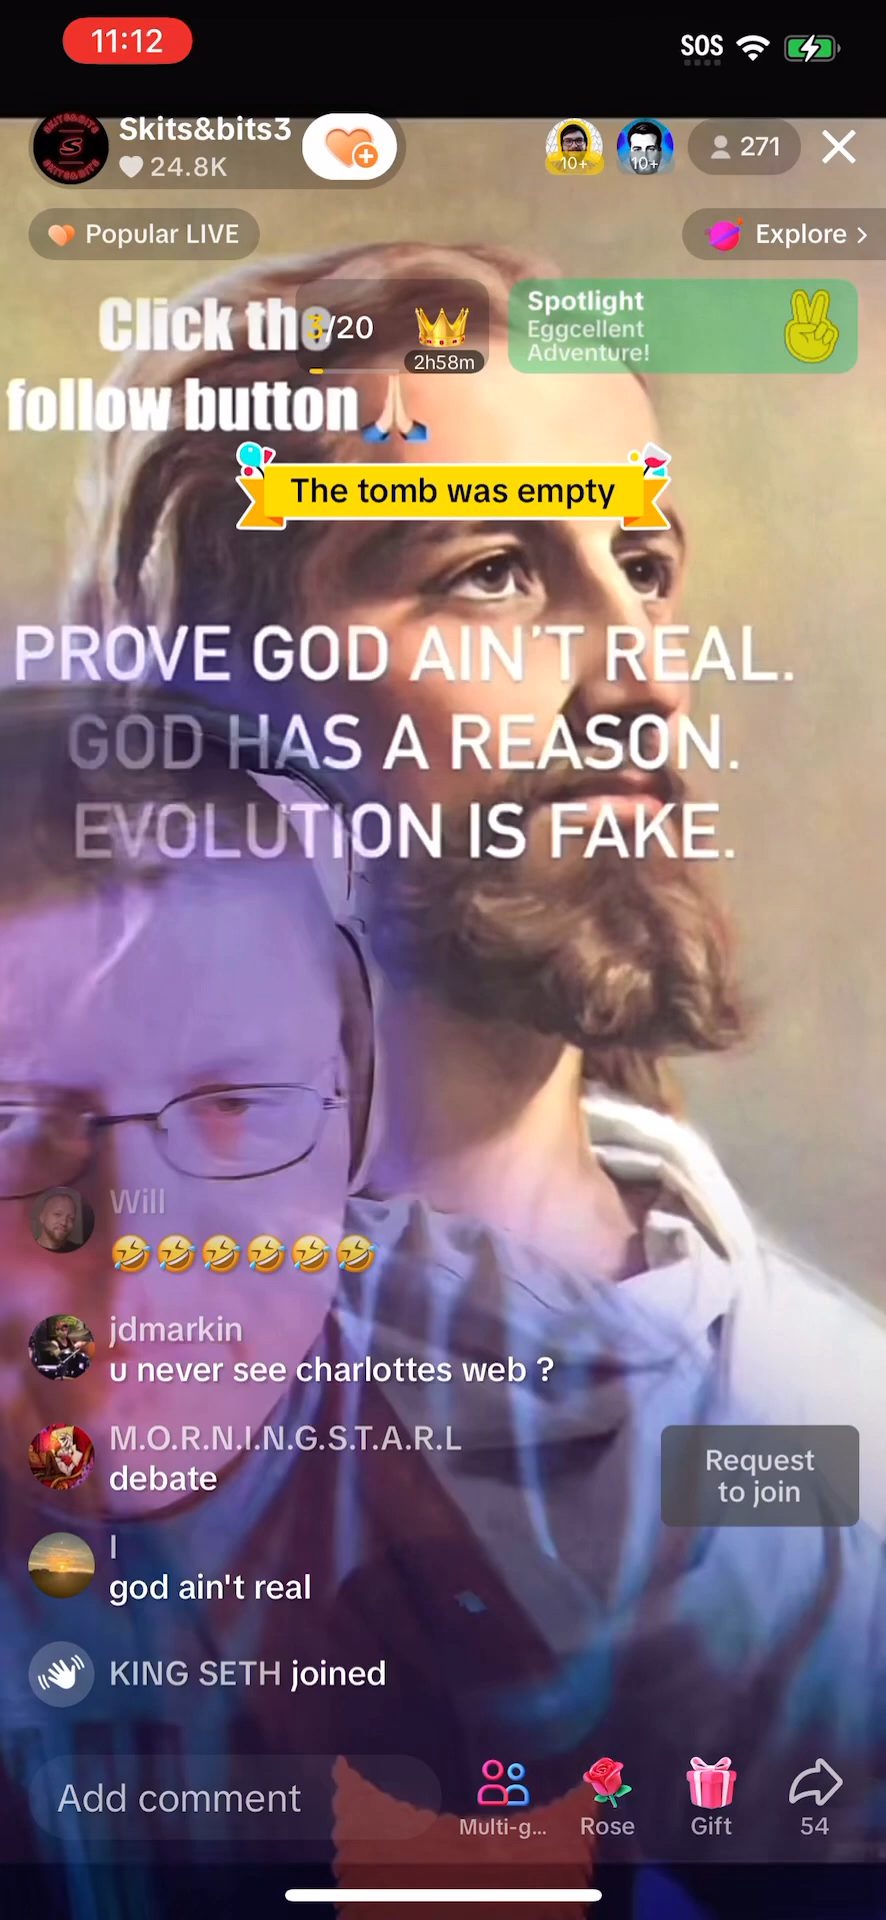 11:12
SOS
Skits&bits3
24.8K
10+
10+
271
Popular LIVE
Explore >
Click the
3/20
2h58m
Spotlight
Eggcellent
Adventure!
follow button
The tomb was empty
PROVE GOD AIN'T REAL.
GOD HAS A REASON.
EVOLUTION IS FAKE.
Will
🤣🤣🤣🤣🤣🤣
jdmarkin
u never see charlottes web ?
M.O.R.N.I.N.G.S.T.A.R.L
debate
Request
to join
l
god ain't real
KING SETH joined
Add comment
Multi-g...
Rose
Gift
54